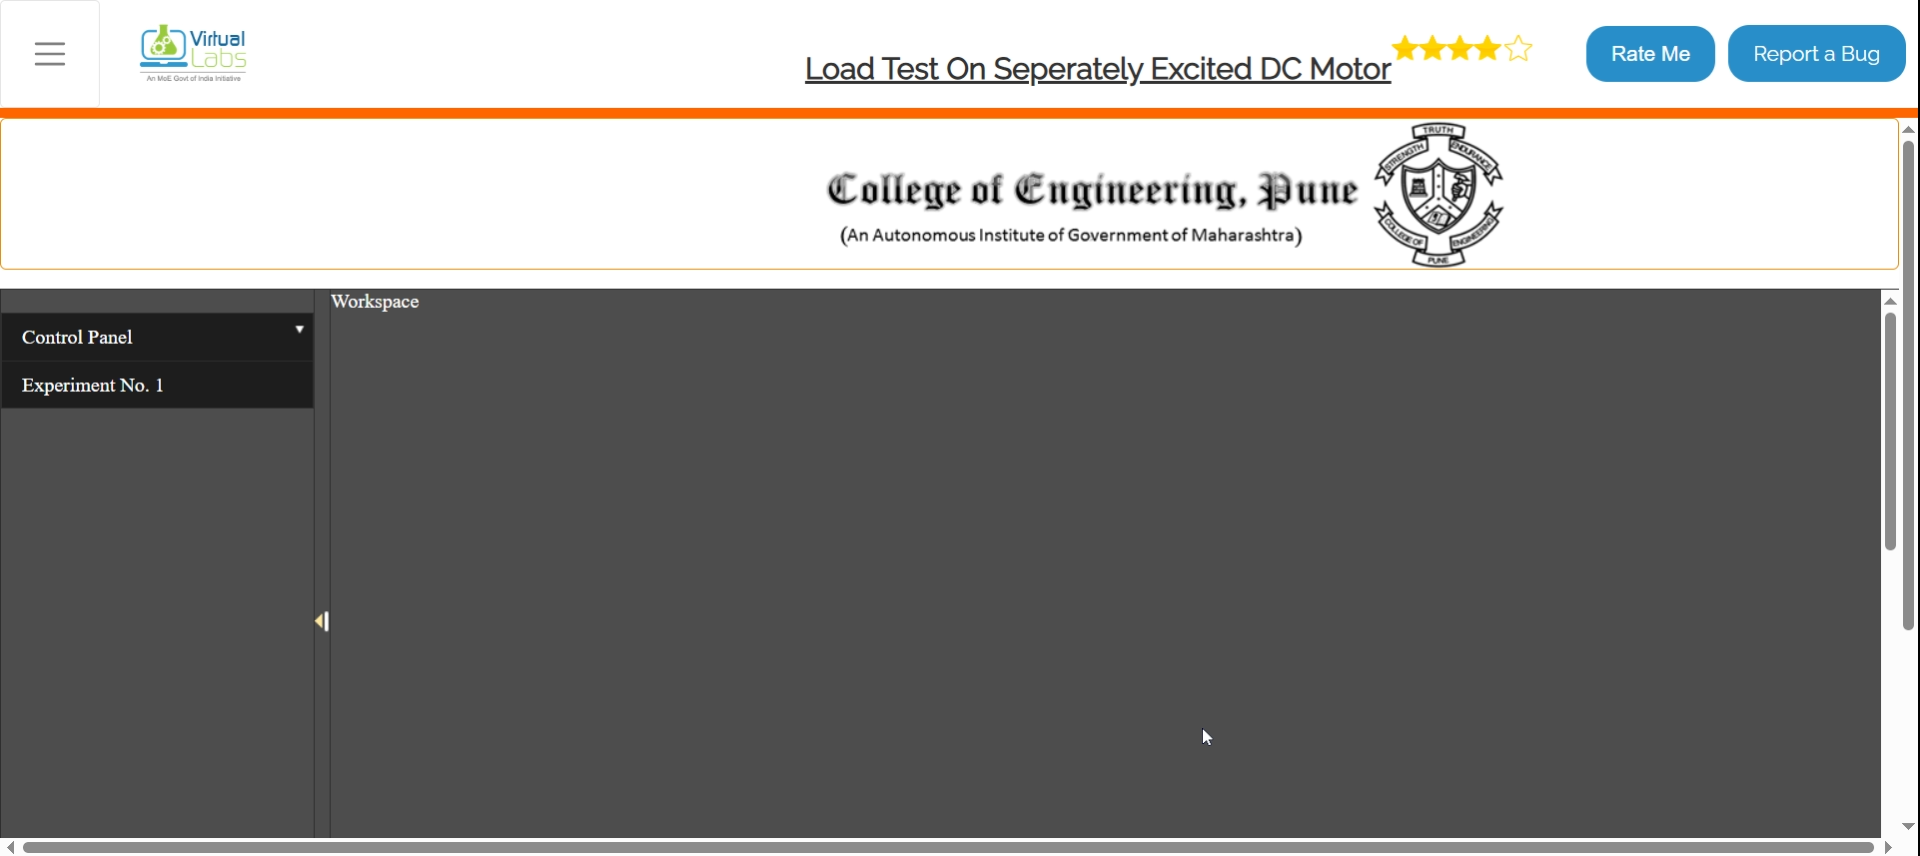 Virtual
Labs
An MoE Govt of India Initiative
Load Test On Seperately Excited DC Motor
Rate Me
Report a Bug
College of Engineering, Pune
(An Autonomous Institute of Government of Maharashtra)
TRUTH
STRENGTH
ENDURANCE
COLLEGE OF
ENGINEERING
PUNE
Workspace
Control Panel
Experiment No. 1